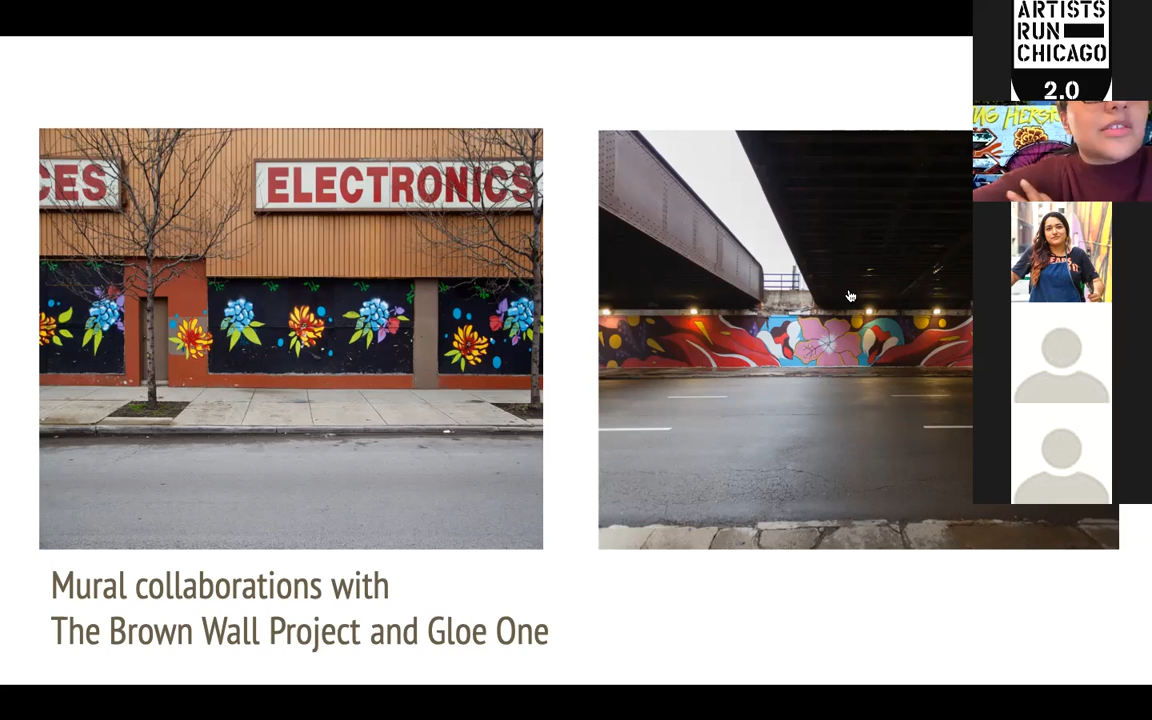 ARTISTS
RUN
CHICAGO
2.0
CES
ELECTRONICS
Mural collaborations with
The Brown Wall Project and Gloe One